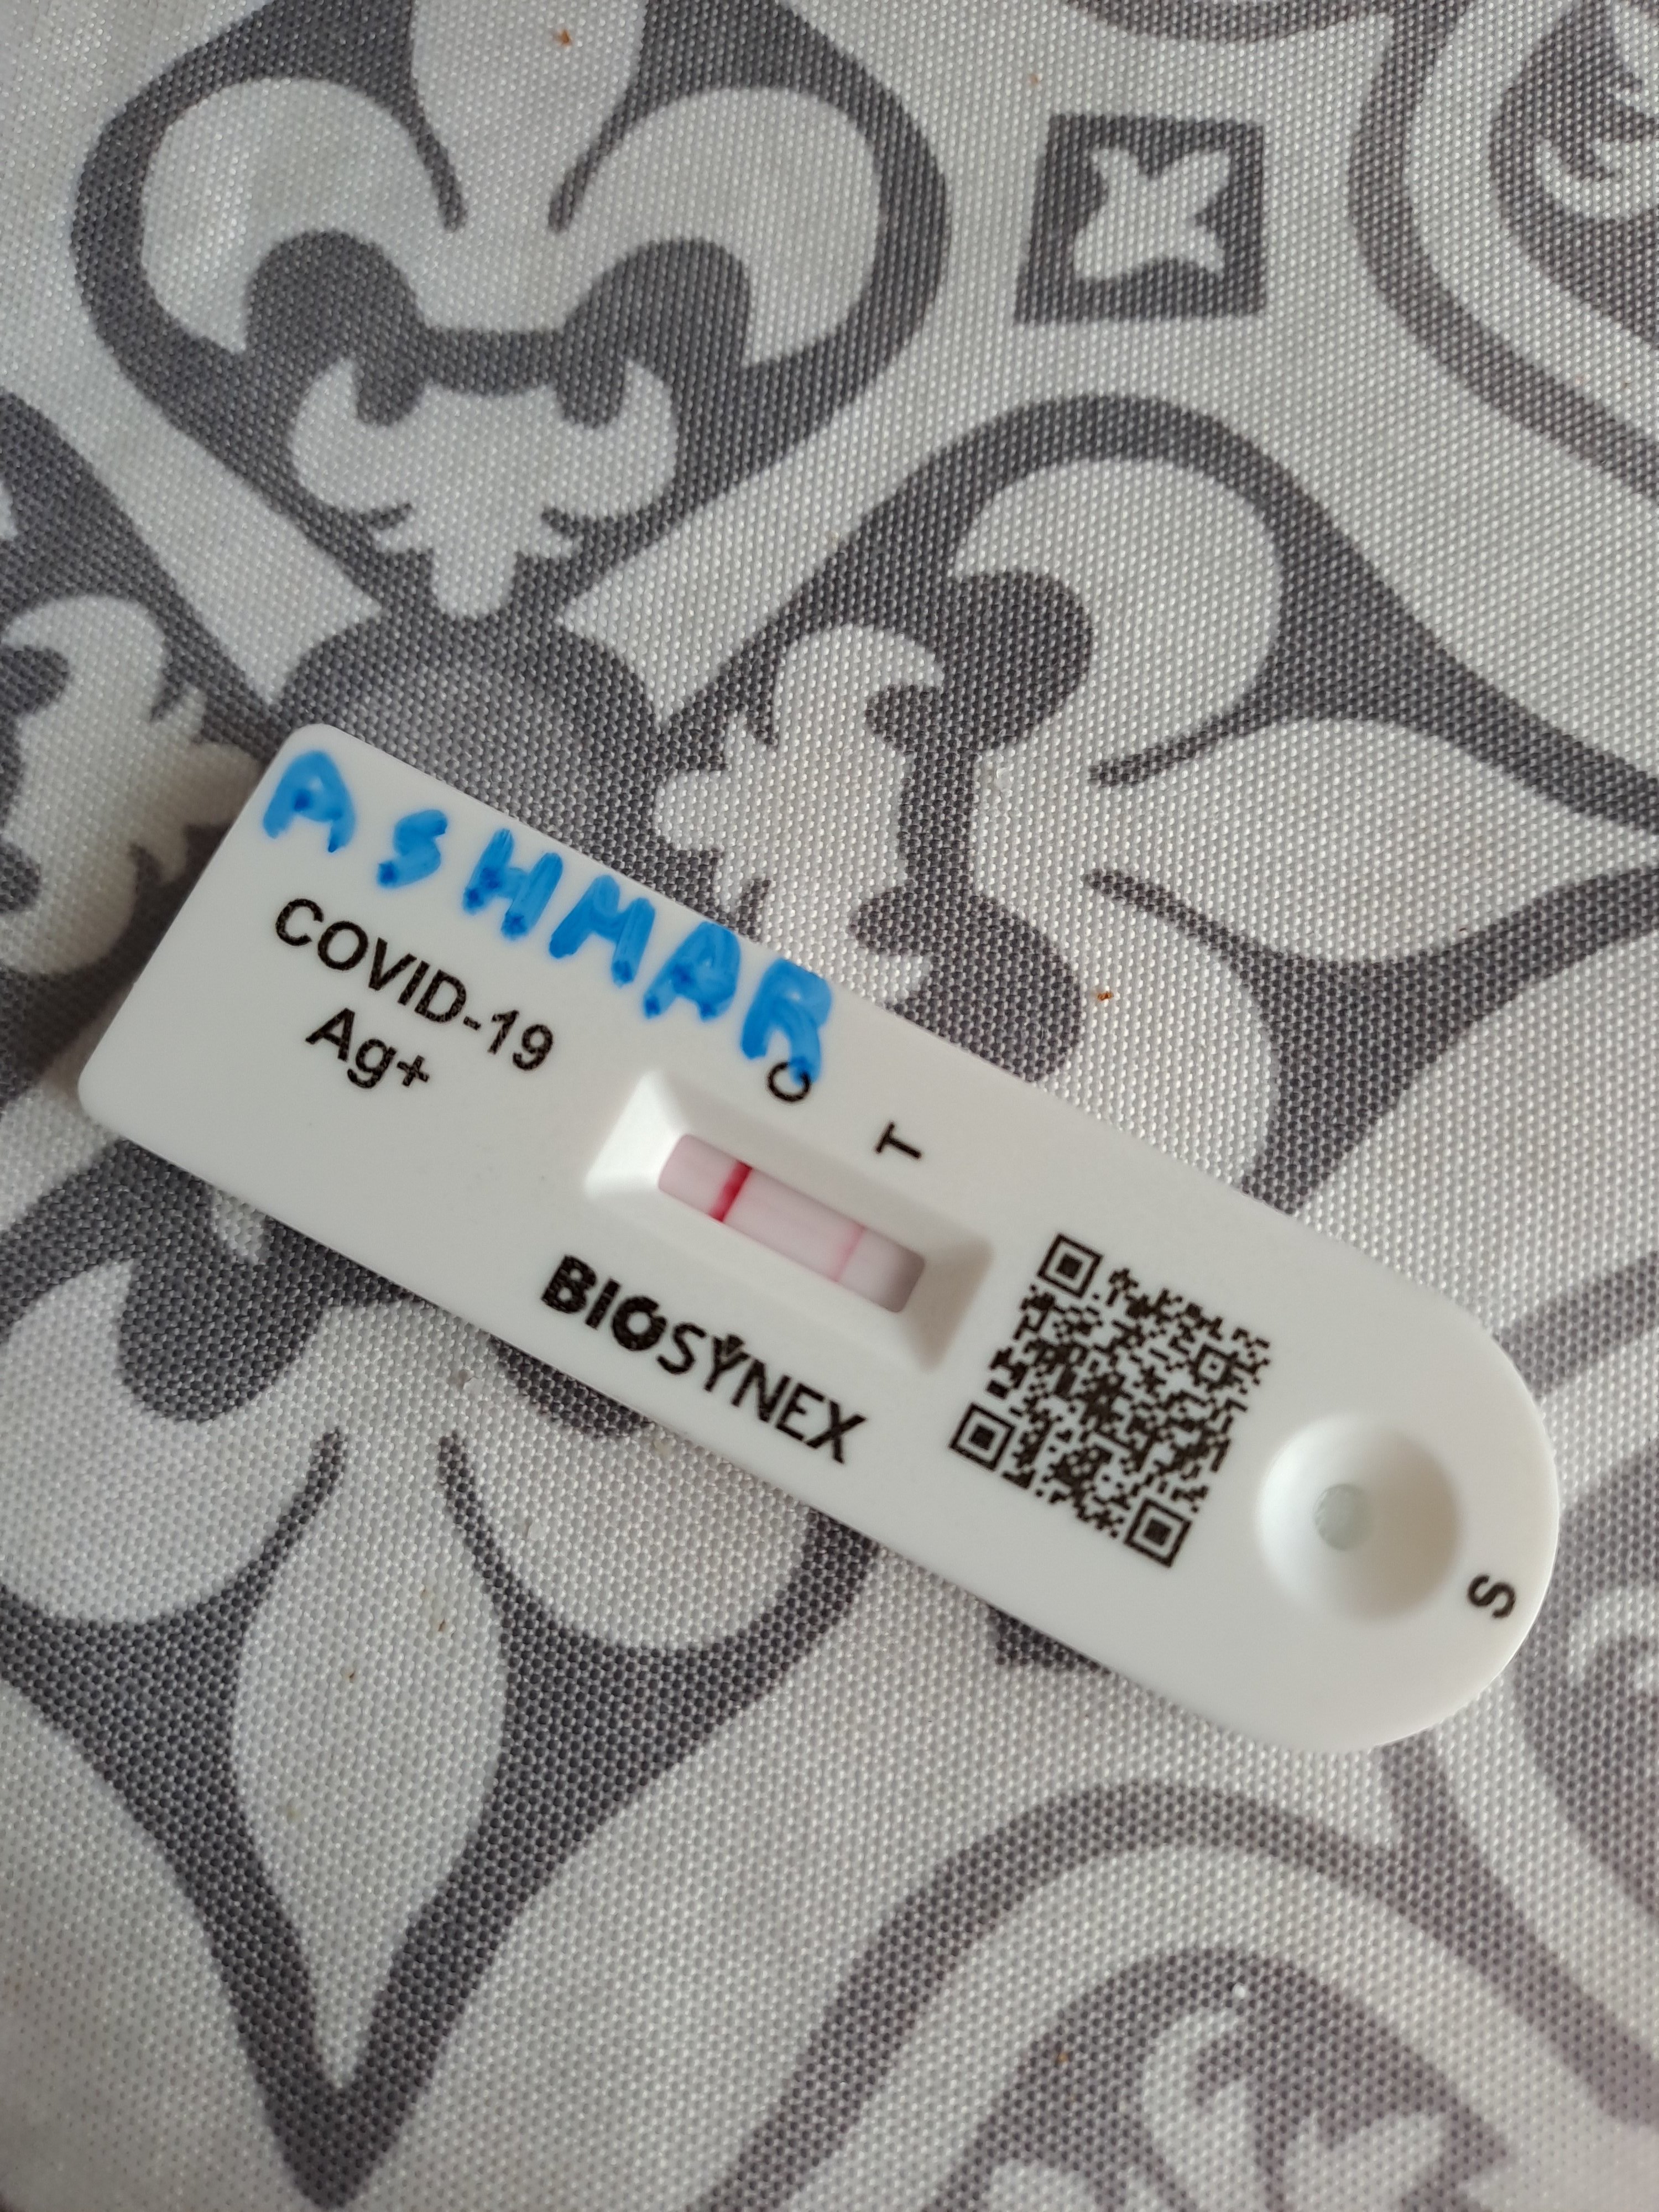 ASHMAR
COVID-19
Ag+
C
T
BIOSYNEX
S